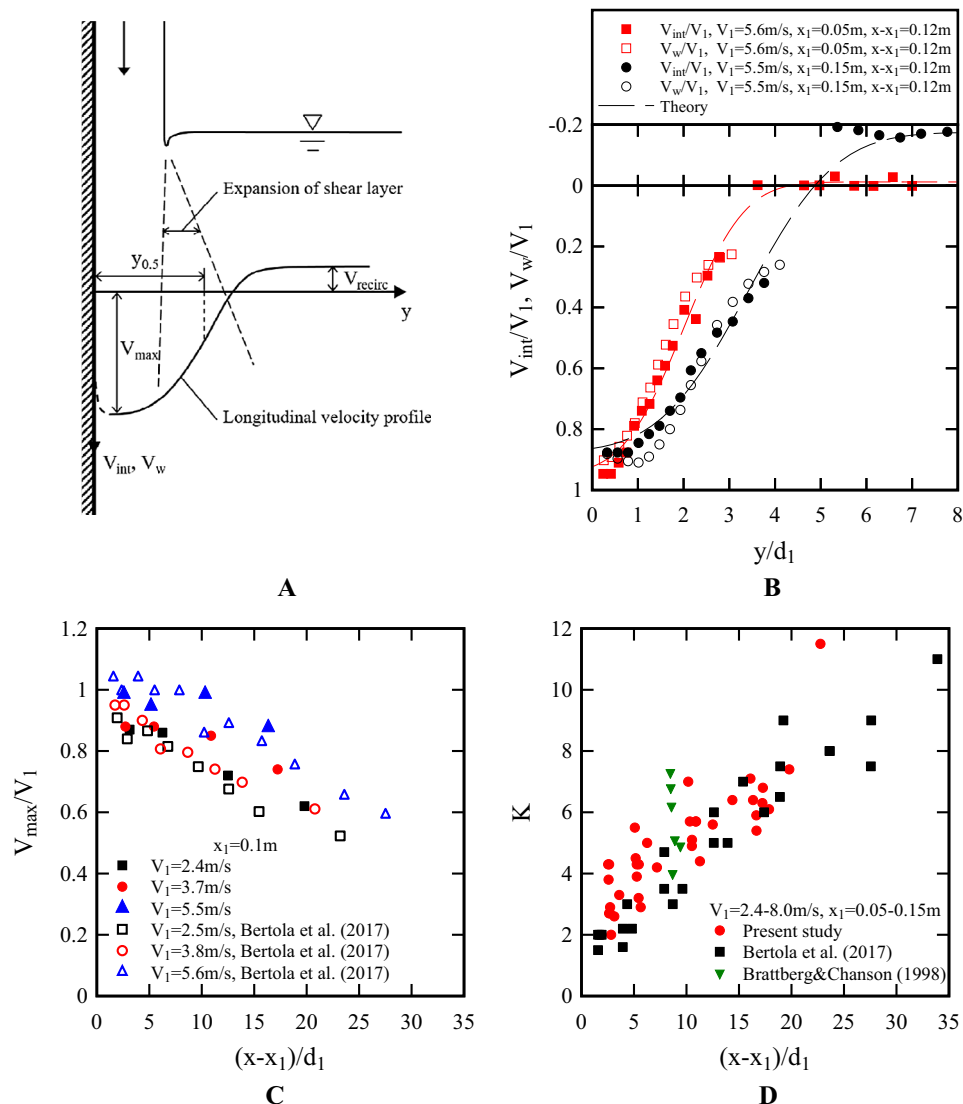 Expansion of shear layer
y0.5
Vrecirc
y
Vmax
Longitudinal velocity profile
Vint, Vw
A
Vint/V1, V1=5.6m/s, x1=0.05m, x-x1=0.12m
Vw/V1, V1=5.6m/s, x1=0.05m, x-x1=0.12m
Vint/V1, V1=5.5m/s, x1=0.15m, x-x1=0.12m
Vw/V1, V1=5.5m/s, x1=0.15m, x-x1=0.12m
Theory
-0.2
0
0.2
0.4
0.6
0.8
1
Vint/V1, Vw/V1
0 1 2 3 4 5 6 7 8
y/d1
B
1.2
1
0.8
0.6
0.4
0.2
0
Vmax/V1
x1=0.1m
V1=2.4m/s
V1=3.7m/s
V1=5.5m/s
V1=2.5m/s, Bertola et al. (2017)
V1=3.8m/s, Bertola et al. (2017)
V1=5.6m/s, Bertola et al. (2017)
0 5 10 15 20 25 30 35
(x-x1)/d1
C
12
10
8
6
4
2
0
K
V1=2.4-8.0m/s, x1=0.05-0.15m
Present study
Bertola et al. (2017)
Brattberg&Chanson (1998)
0 5 10 15 20 25 30 35
(x-x1)/d1
D